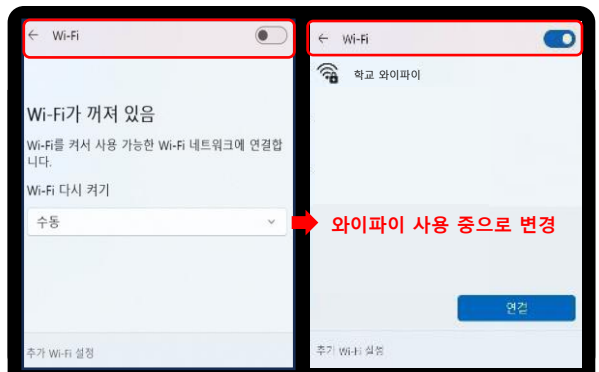 ← Wi-Fi
Wi-Fi가 꺼져 있음
Wi-Fi를 켜서 사용 가능한 Wi-Fi 네트워크에 연결합
니다.
Wi-Fi 다시 켜기
수동
추가 Wi-Fi 설정
← Wi-Fi
학교 와이파이
와이파이 사용 중으로 변경
연결
추가 Wi-Fi 설정